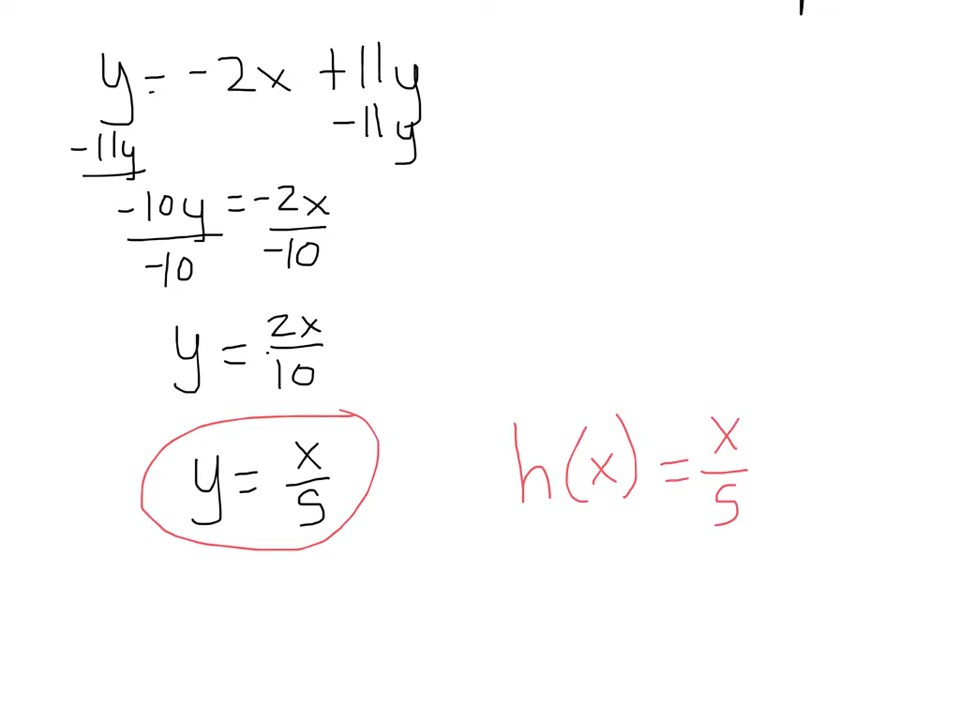 y = -2x + 11y
-11y -11y
-10y = -2x
-10 -10
y = 2x/10
y = x/5
h(x) = x/5